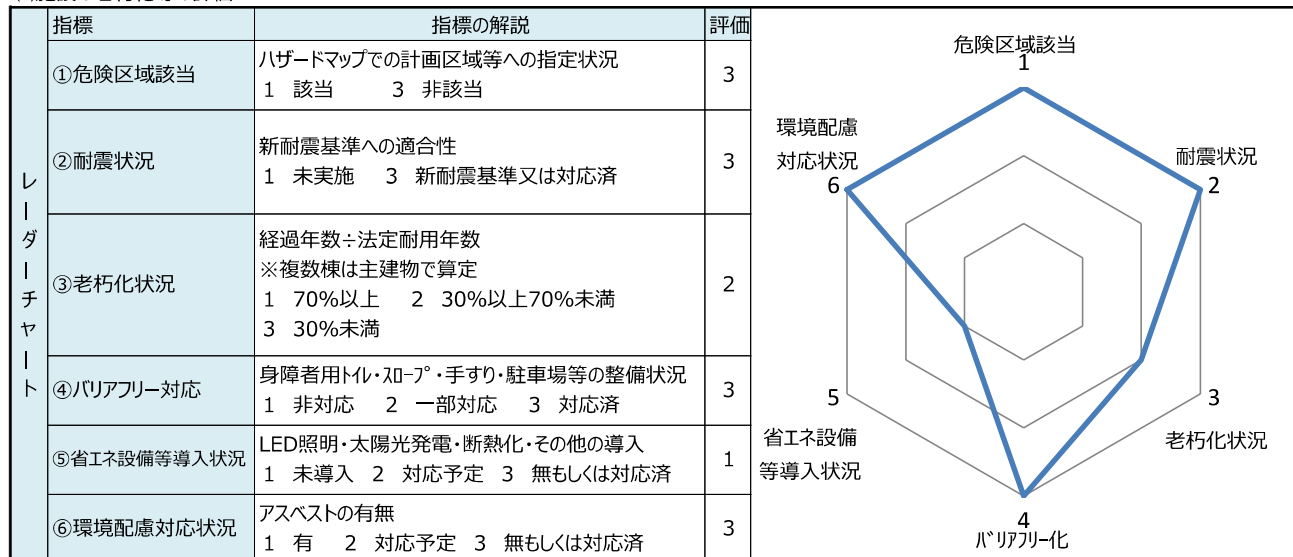 指標 指標の解説 評価
レーダーチャート
①危険区域該当
ハザードマップでの計画区域等への指定状況
1 該当 3 非該当
3
②耐震状況
新耐震基準への適合性
1 未実施 3 新耐震基準又は対応済
3
③老朽化状況
経過年数÷法定耐用年数
※複数棟は主建物で算定
1 70%以上 2 30%以上70%未満
3 30%未満
2
④バリアフリー対応
身障者用トイレ・スロープ・手すり・駐車場等の整備状況
1 非対応 2 一部対応 3 対応済
3
⑤省エネ設備等導入状況
LED照明・太陽光発電・断熱化・その他の導入
1 未導入 2 対応予定 3 無もしくは対応済
1
⑥環境配慮対応状況
アスベストの有無
1 有 2 対応予定 3 無もしくは対応済
3
危険区域該当
1
耐震状況
2
3
老朽化状況
4
バリアフリー化
5
省エネ設備
等導入状況
環境配慮
対応状況
6